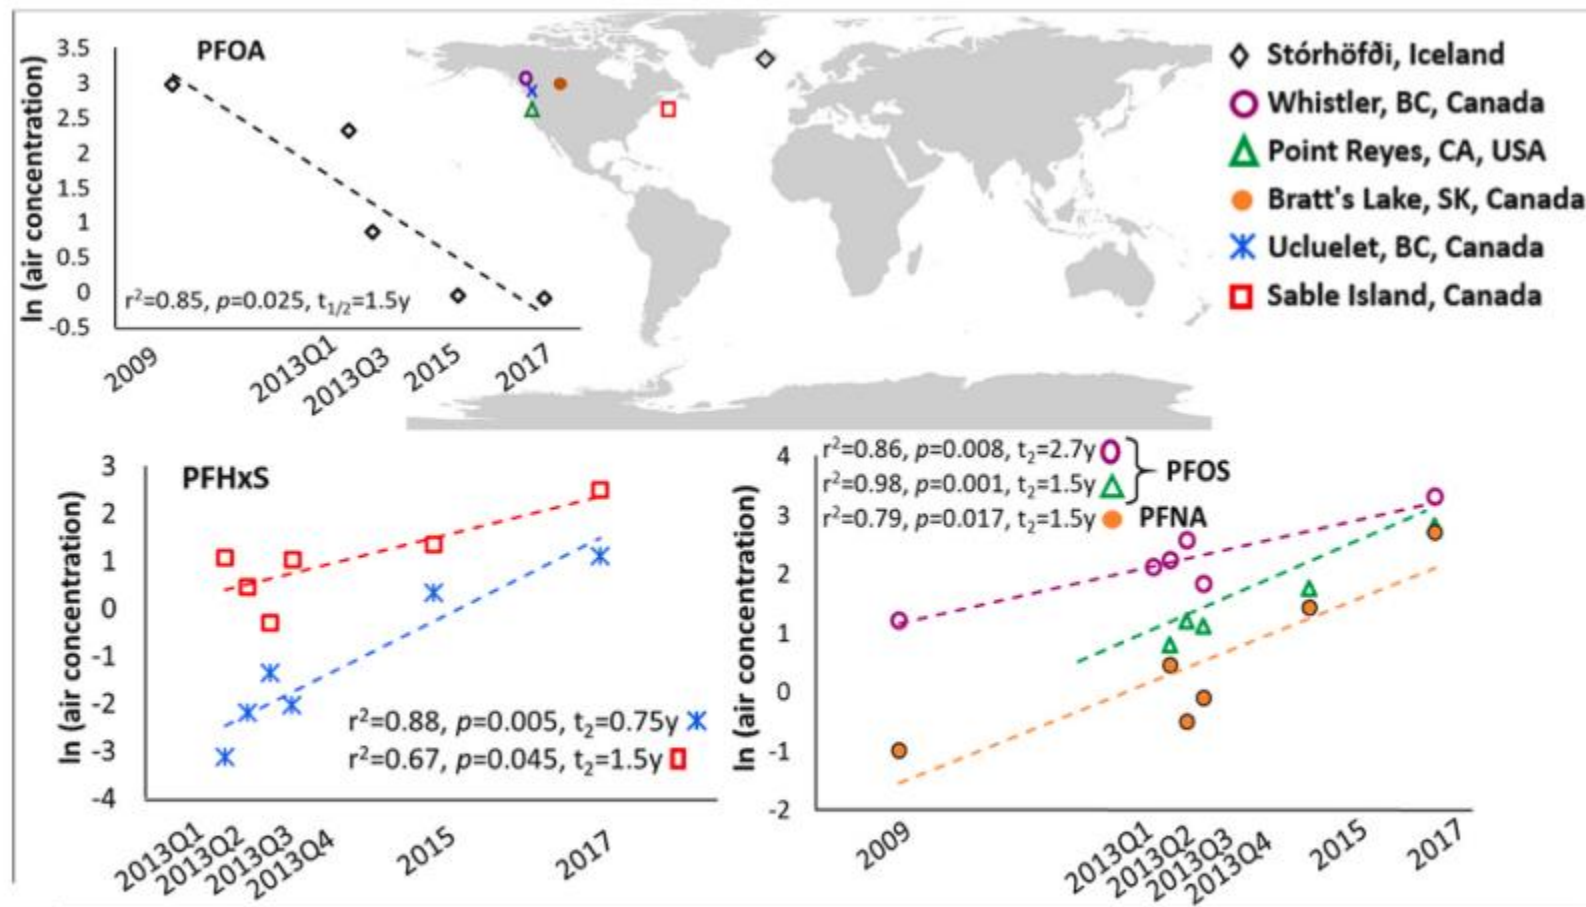 PFOA
ln (air concentration)
3.5
3
2.5
2
1.5
1
0.5
0
-0.5
r²=0.85, p=0.025, t₁/₂=1.5y
2009
2013Q1
2013Q3
2015
2017
Stórhöfði, Iceland
Whistler, BC, Canada
Point Reyes, CA, USA
Bratt's Lake, SK, Canada
Ucluelet, BC, Canada
Sable Island, Canada
PFHxS
ln (air concentration)
3
2
1
0
-1
-2
-3
-4
r²=0.88, p=0.005, t₂=0.75y
r²=0.67, p=0.045, t₂=1.5y
2013Q1
2013Q2
2013Q3
2013Q4
2015
2017
r²=0.86, p=0.008, t₂=2.7y
r²=0.98, p=0.001, t₂=1.5y
PFOS
r²=0.79, p=0.017, t₂=1.5y
PFNA
ln (air concentration)
4
3
2
1
0
-1
-2
2009
2013Q1
2013Q2
2013Q3
2013Q4
2015
2017